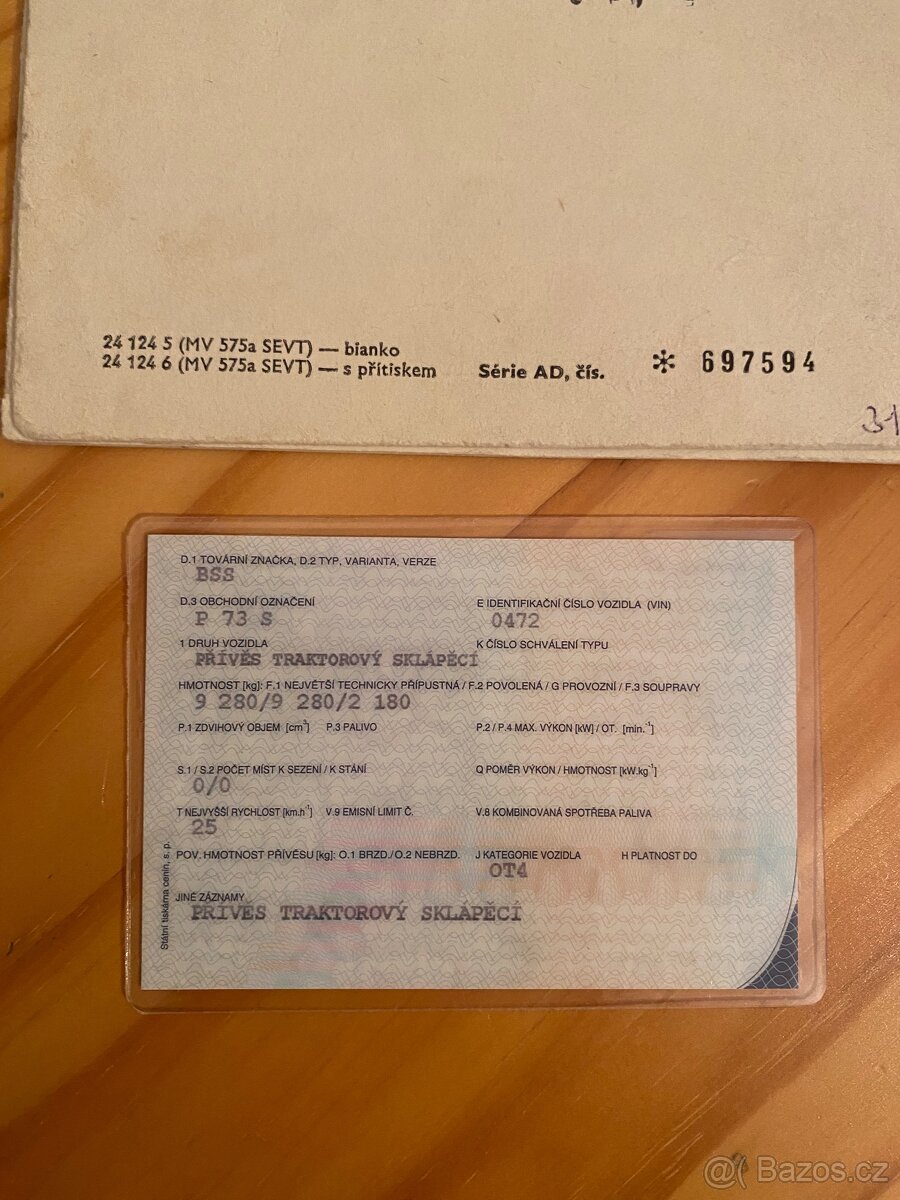 24 124 5 (MV 575a SEVT) — bianko
24 124 6 (MV 575a SEVT) — s přítiskem Série AD, čís. * 697594
31
D.1 TOVÁRNÍ ZNAČKA, D.2 TYP, VARIANTA, VERZE
BSS
D.3 OBCHODNÍ OZNAČENÍ E IDENTIFIKAČNÍ ČÍSLO VOZIDLA (VIN)
P 73 S 0472
1 DRUH VOZIDLA K ČÍSLO SCHVÁLENÍ TYPU
PŘÍVĚS TRAKTOROVÝ SKLÁPĚCÍ
HMOTNOST [kg]: F.1 NEJVĚTŠÍ TECHNICKY PŘÍPUSTNÁ / F.2 POVOLENÁ / G PROVOZNÍ / F.3 SOUPRAVY
9 280/9 280/2 180
P.1 ZDVIHOVÝ OBJEM [cm³] P.3 PALIVO P.2 / P.4 MAX. VÝKON [kW] / OT. [min.⁻¹]
S.1 / S.2 POČET MÍST K SEZENÍ / K STÁNÍ Q POMĚR VÝKON / HMOTNOST [kW.kg⁻¹]
0/0
T NEJVYŠŠÍ RYCHLOST [km.h⁻¹] V.9 EMISNÍ LIMIT Č. V.8 KOMBINOVANÁ SPOTŘEBA PALIVA
25
POV. HMOTNOST PŘÍVĚSU [kg]: O.1 BRZD./O.2 NEBRZD. J KATEGORIE VOZIDLA H PLATNOST DO
OT4
JINÉ ZÁZNAMY
PŘÍVĚS TRAKTOROVÝ SKLÁPĚCÍ
Státní tiskárna cenin, s. p.
@ Bazos.cz